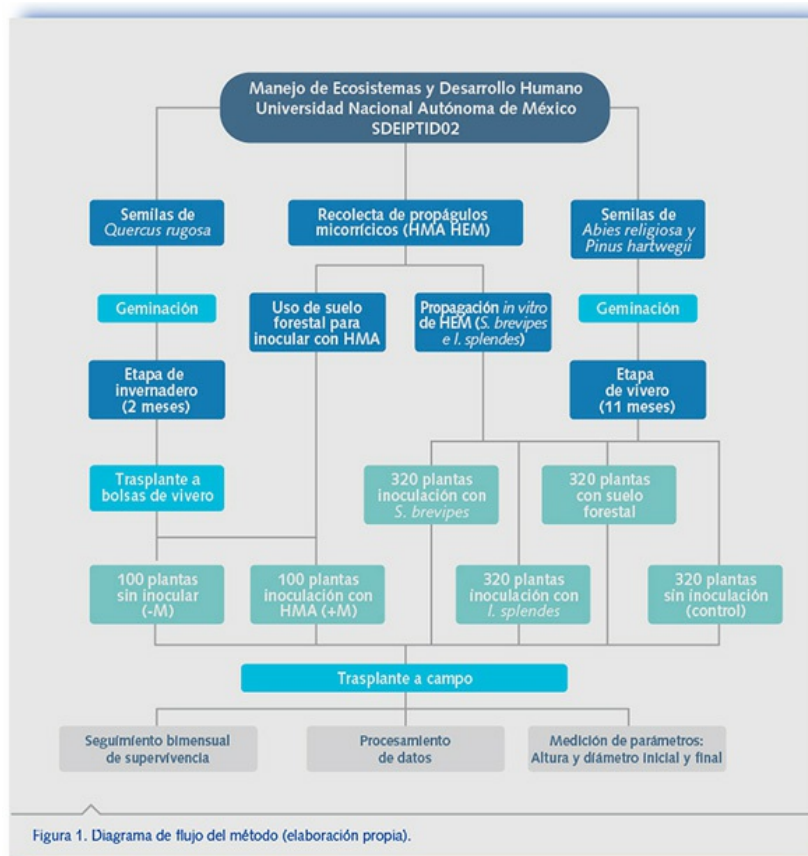 Manejo de Ecosistemas y Desarrollo Humano
Universidad Nacional Autónoma de México
SDEIPTID02
Semilas de
Quercus rugosa
Recolecta de propágulos
micorrícicos (HMA HEM)
Semilas de
Abies religiosa y
Pinus hartwegii
Geminación
Uso de suelo
forestal para
inocular con HMA
Propagación in vitro
de HEM (S. brevipes
e I. splendes)
Geminación
Etapa de
invernadero
(2 meses)
Etapa
de vivero
(11 meses)
Trasplante a
bolsas de vivero
320 plantas
inoculación con
S. brevipes
320 plantas
con suelo
forestal
100 plantas
sin inocular
(-M)
100 plantas
inoculación con
HMA (+M)
320 plantas
inoculación con
I. splendes
320 plantas
sin inoculación
(control)
Trasplante a campo
Seguimiento bimensual
de supervivencia
Procesamiento
de datos
Medición de parámetros:
Altura y diámetro inicial y final
Figura 1. Diagrama de flujo del método (elaboración propia).